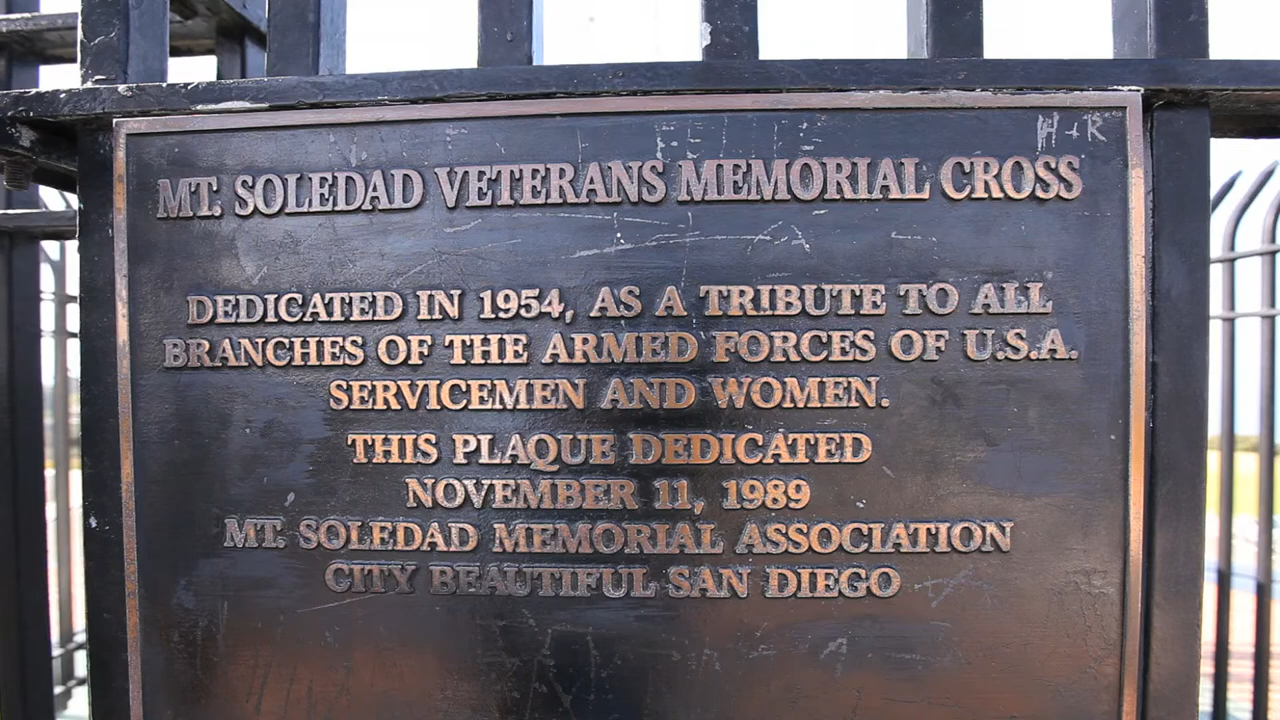 H + R
MT. SOLEDAD VETERANS MEMORIAL CROSS
DEDICATED IN 1954, AS A TRIBUTE TO ALL
BRANCHES OF THE ARMED FORCES OF U.S.A.
SERVICEMEN AND WOMEN.
THIS PLAQUE DEDICATED
NOVEMBER 11, 1989
MT. SOLEDAD MEMORIAL ASSOCIATION
CITY BEAUTIFUL SAN DIEGO